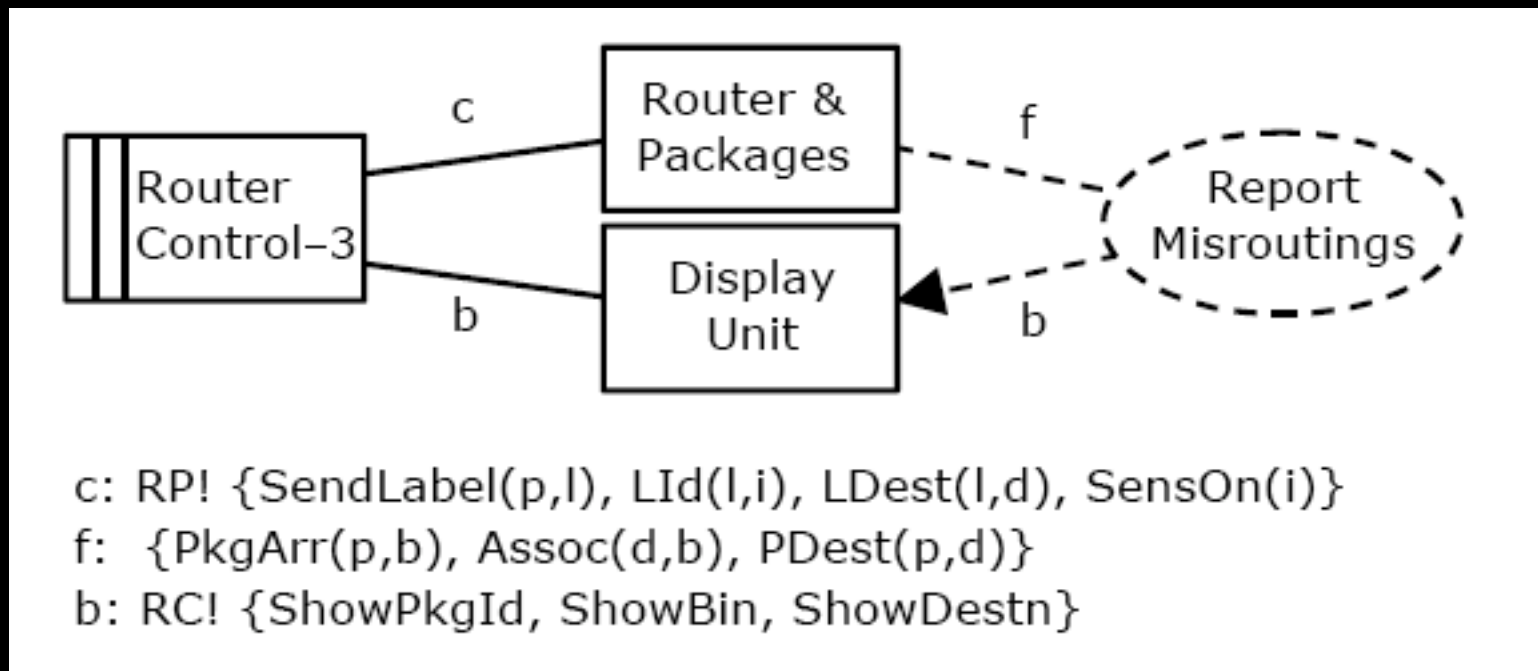 c
Router &
Packages
f
Router
Control–3
Report
Misroutings
Display
Unit
b
b
c: RP! {SendLabel(p,l), LId(l,i), LDest(l,d), SensOn(i)}
f: {PkgArr(p,b), Assoc(d,b), PDest(p,d)}
b: RC! {ShowPkgId, ShowBin, ShowDestn}